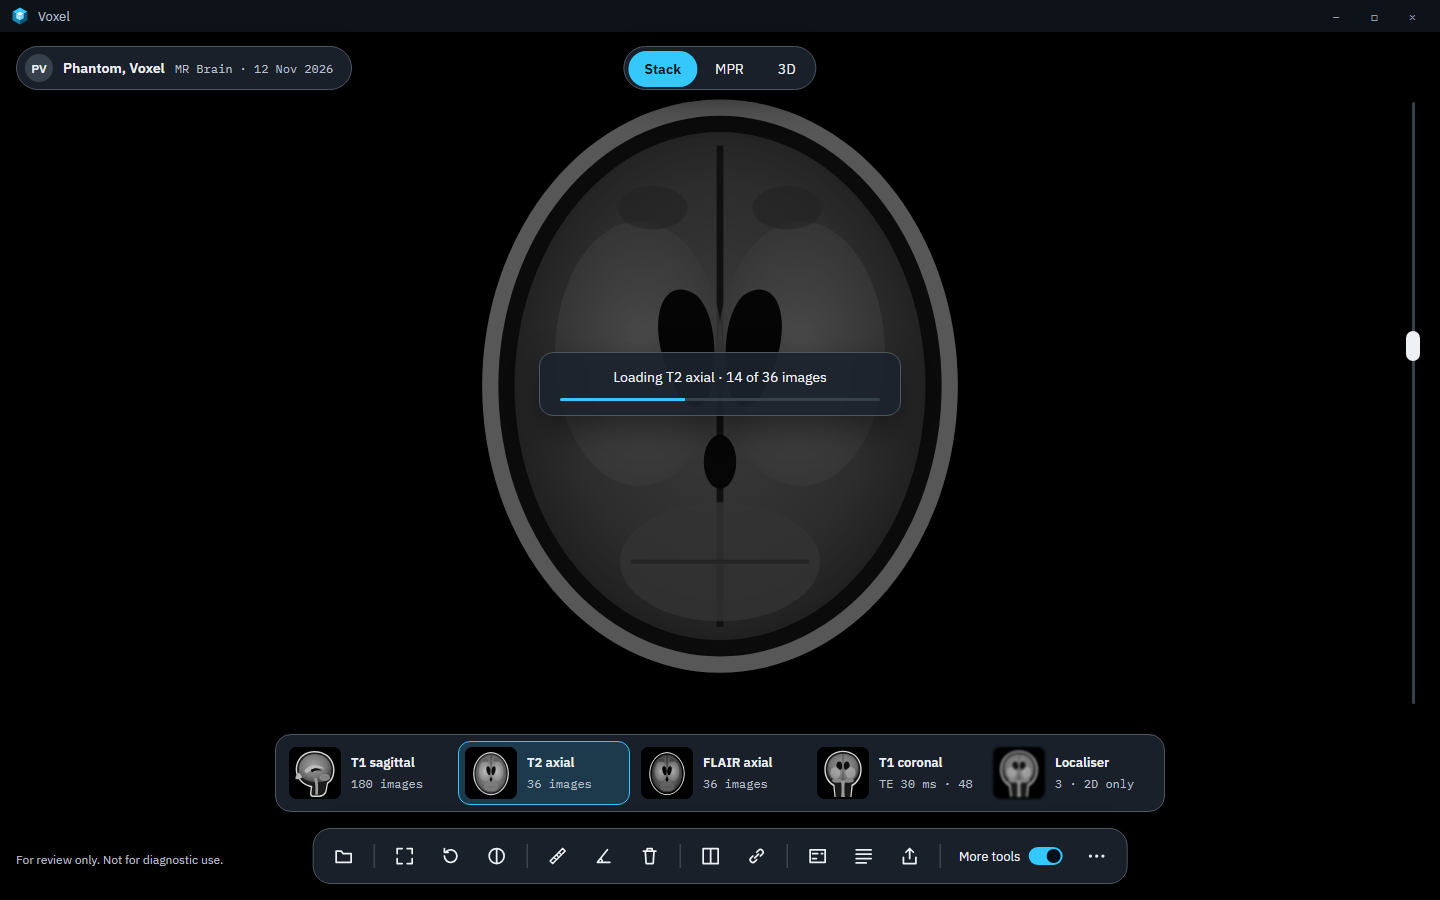 Voxel
PV Phantom, Voxel MR Brain · 12 Nov 2026
Stack MPR 3D
Loading T2 axial · 14 of 36 images
T1 sagittal
180 images
T2 axial
36 images
FLAIR axial
36 images
T1 coronal
TE 30 ms · 48
Localiser
3 · 2D only
For review only. Not for diagnostic use.
More tools